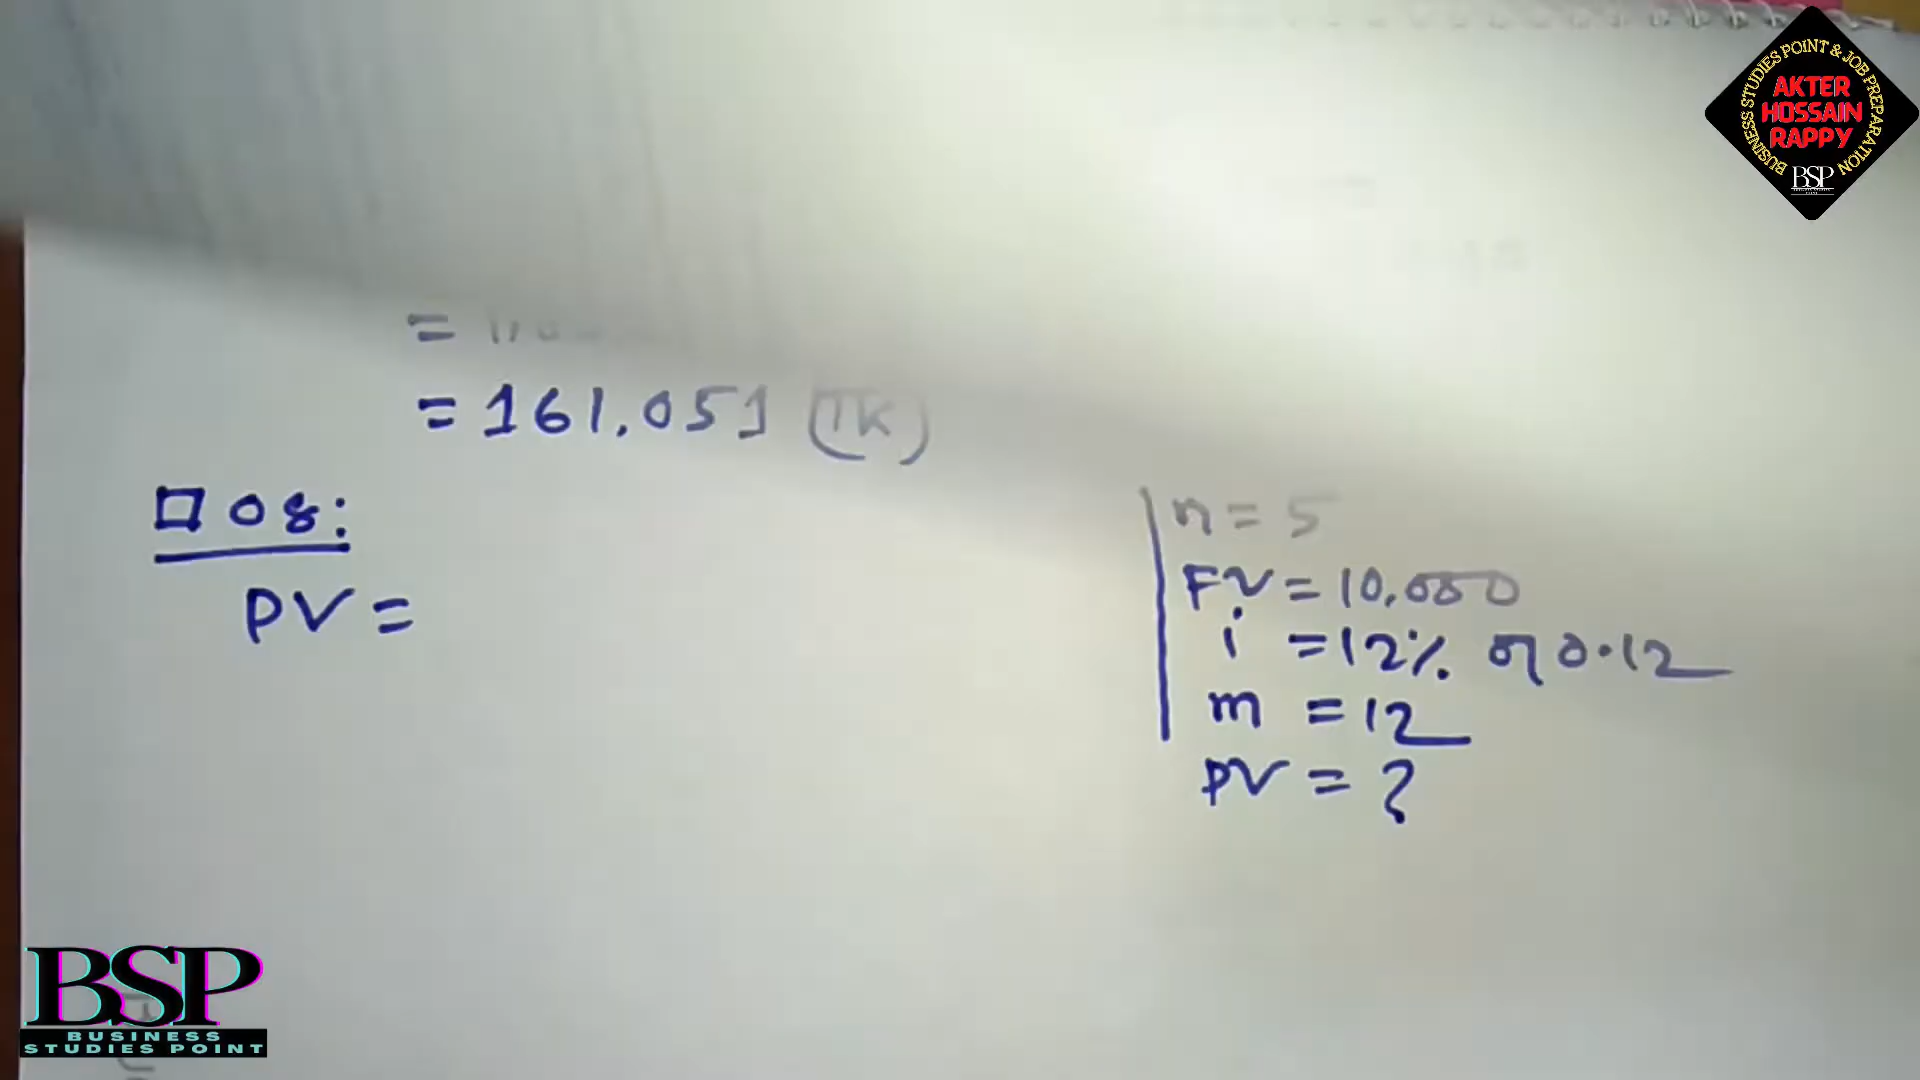 = 161.051 (TK)
□ 08:
PV =
n = 5
FV = 10,000
i = 12% or 0.12
m = 12
PV = ?
BUSINESS STUDIES POINT & JOB PREPARATION
AKTER
HOSSAIN
RAPPY
BSP
BSP
BUSINESS
STUDIES POINT